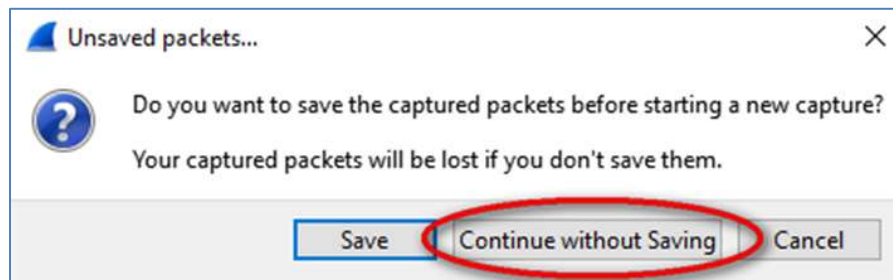 Unsaved packets...
Do you want to save the captured packets before starting a new capture?
Your captured packets will be lost if you don't save them.
Save Continue without Saving Cancel